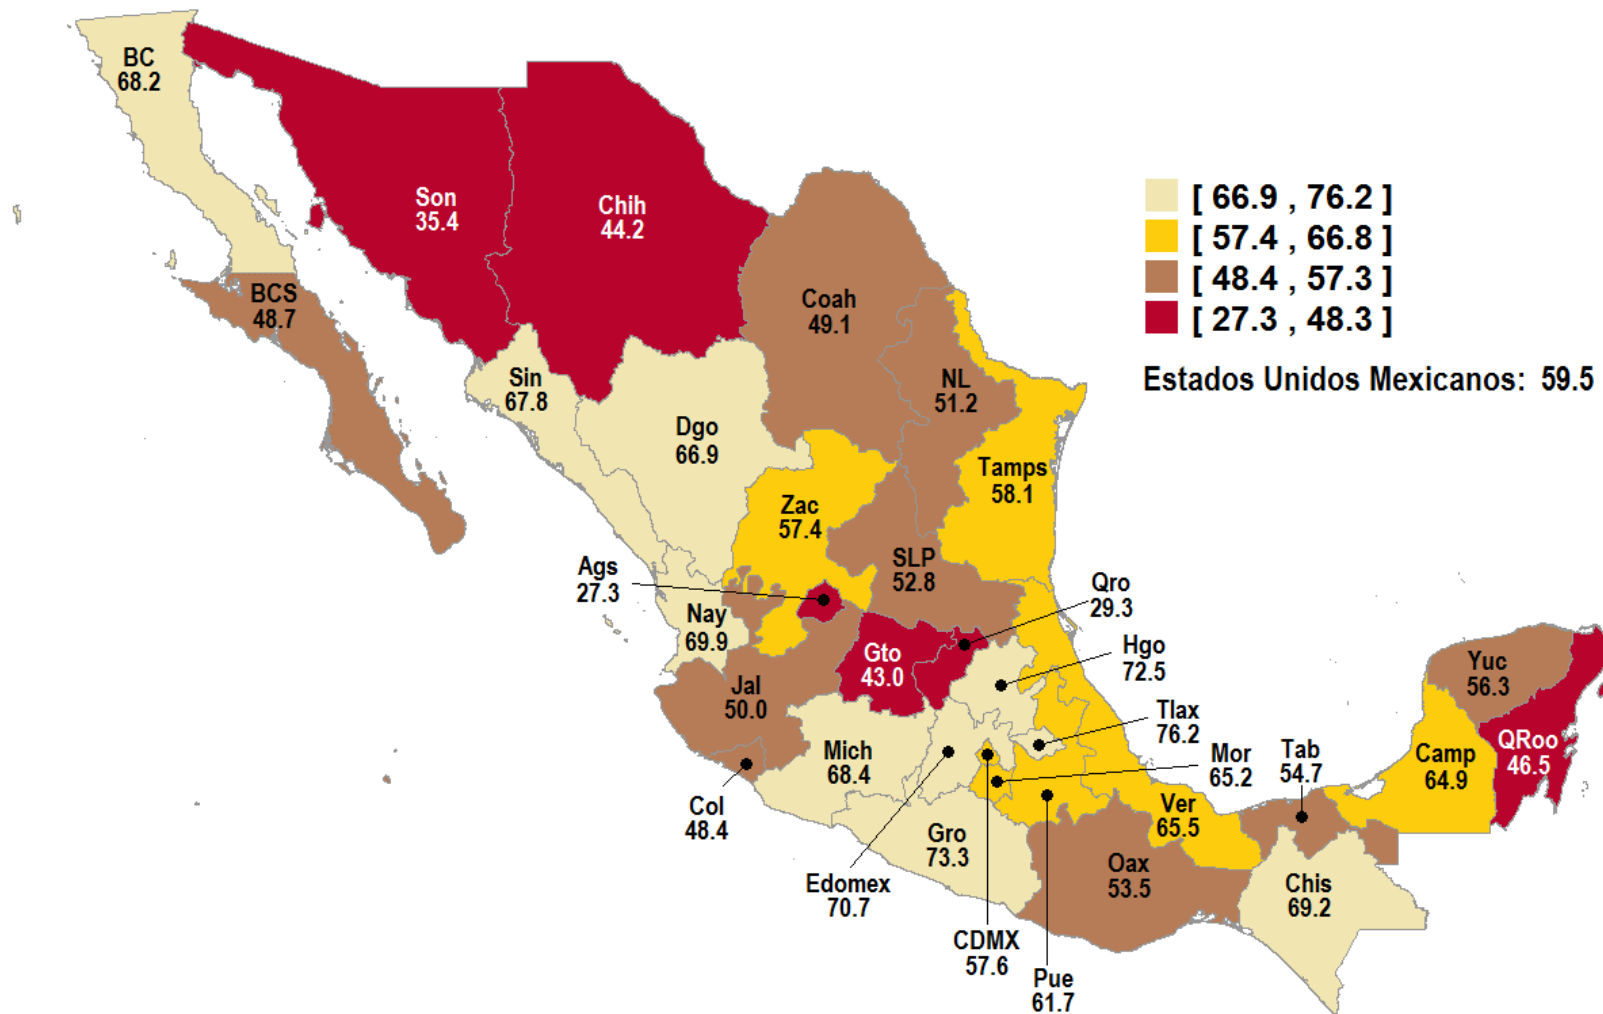 BC
68.2
Son
35.4
Chih
44.2
[ 66.9 , 76.2 ]
[ 57.4 , 66.8 ]
[ 48.4 , 57.3 ]
[ 27.3 , 48.3 ]
Estados Unidos Mexicanos: 59.5
BCS
48.7
Coah
49.1
Sin
67.8
NL
51.2
Dgo
66.9
Tamps
58.1
Zac
57.4
Ags
27.3
SLP
52.8
Qro
29.3
Nay
69.9
Gto
43.0
Hgo
72.5
Yuc
56.3
Jal
50.0
Tlax
76.2
Mich
68.4
Mor
65.2
Tab
54.7
Camp
64.9
QRoo
46.5
Col
48.4
Ver
65.5
Gro
73.3
Oax
53.5
Edomex
70.7
Chis
69.2
CDMX
57.6
Pue
61.7